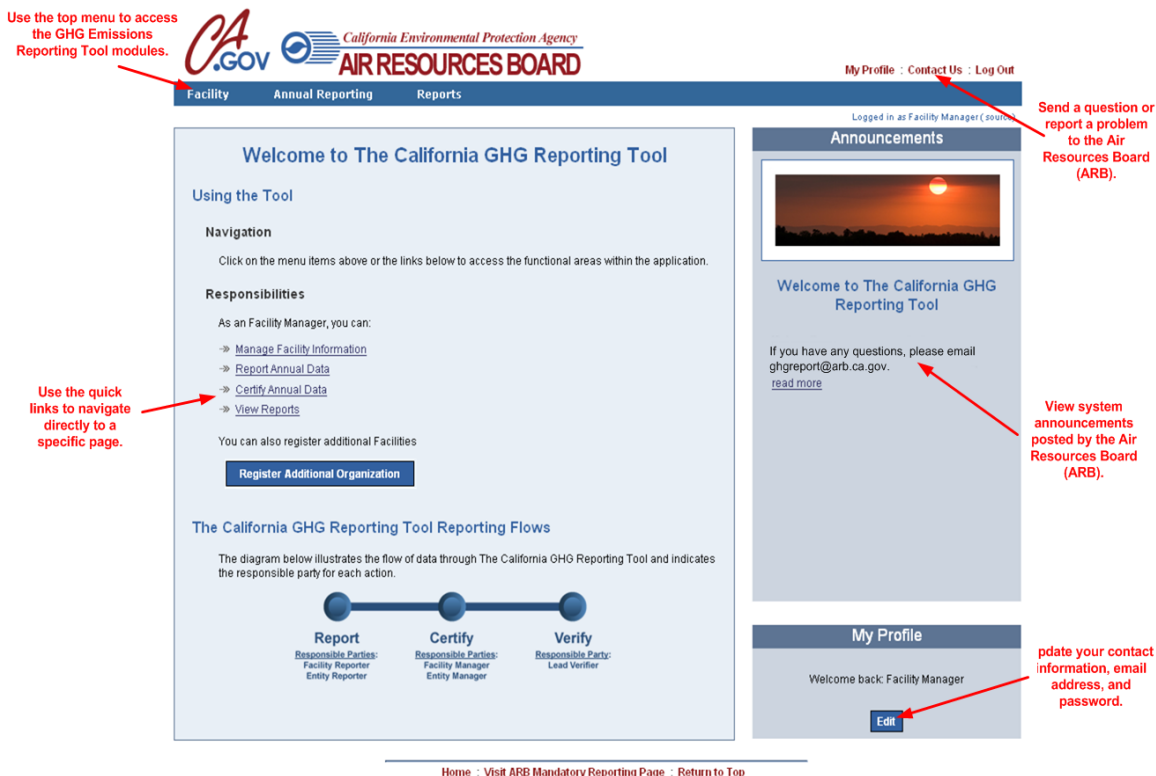 Use the top menu to access
the GHG Emissions
Reporting Tool modules.
CA
.GOV
California Environmental Protection Agency
AIR RESOURCES BOARD
My Profile : Contact Us : Log Out
Facility Annual Reporting Reports
Logged in as Facility Manager (source)
Send a question or
report a problem
to the Air
Resources Board
(ARB).
Welcome to The California GHG Reporting Tool
Using the Tool
Navigation
Click on the menu items above or the links below to access the functional areas within the application.
Responsibilities
As an Facility Manager, you can:
Manage Facility Information
Report Annual Data
Certify Annual Data
View Reports
Use the quick
links to navigate
directly to a
specific page.
You can also register additional Facilities
Register Additional Organization
The California GHG Reporting Tool Reporting Flows
The diagram below illustrates the flow of data through The California GHG Reporting Tool and indicates
the responsible party for each action.
Report
Responsible Parties:
Facility Reporter
Entity Reporter
Certify
Responsible Parties:
Facility Manager
Entity Manager
Verify
Responsible Party:
Lead Verifier
Announcements
Welcome to The California GHG
Reporting Tool
If you have any questions, please email
ghgreport@arb.ca.gov.
read more
View system
announcements
posted by the Air
Resources Board
(ARB).
My Profile
Welcome back: Facility Manager
Edit
pdate your contact
information, email
address, and
password.
Home : Visit ARB Mandatory Reporting Page : Return to Top